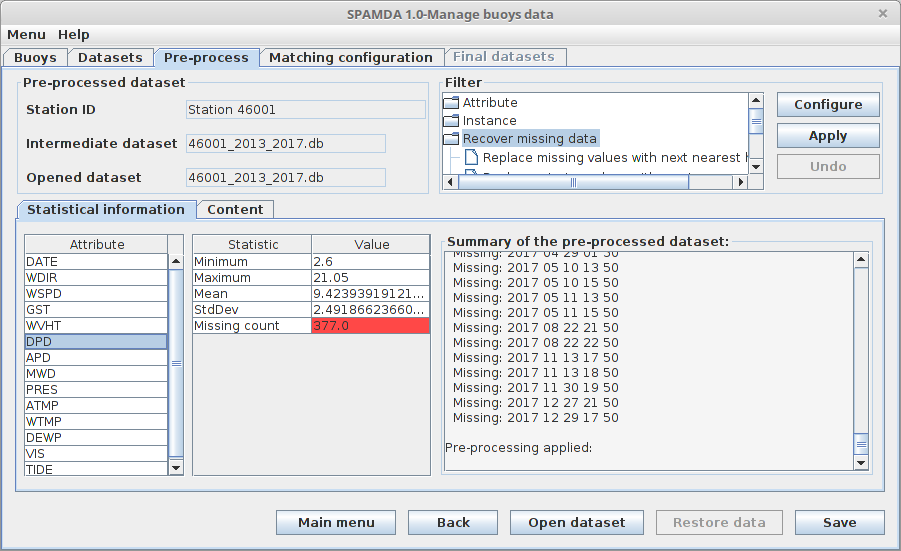 SPAMDA 1.0-Manage buoys data
Menu Help
Buoys Datasets Pre-process Matching configuration Final datasets
Pre-processed dataset
Station ID Station 46001
Intermediate dataset 46001_2013_2017.db
Opened dataset 46001_2013_2017.db
Filter
Attribute
Instance
Recover missing data
Replace missing values with next nearest
Configure
Apply
Undo
Statistical information Content
Attribute
DATE
WDIR
WSPD
GST
WVHT
DPD
APD
MWD
PRES
ATMP
WTMP
DEWP
VIS
TIDE
Statistic Value
Minimum 2.6
Maximum 21.05
Mean 9.42393919121...
StdDev 2.49186623660...
Missing count 377.0
Summary of the pre-processed dataset:
Missing: 2017 04 29 01 50
Missing: 2017 05 10 13 50
Missing: 2017 05 10 15 50
Missing: 2017 05 11 13 50
Missing: 2017 05 11 15 50
Missing: 2017 08 22 21 50
Missing: 2017 08 22 22 50
Missing: 2017 11 13 17 50
Missing: 2017 11 13 18 50
Missing: 2017 11 30 19 50
Missing: 2017 12 27 21 50
Missing: 2017 12 29 17 50
Pre-processing applied:
Main menu Back Open dataset Restore data Save